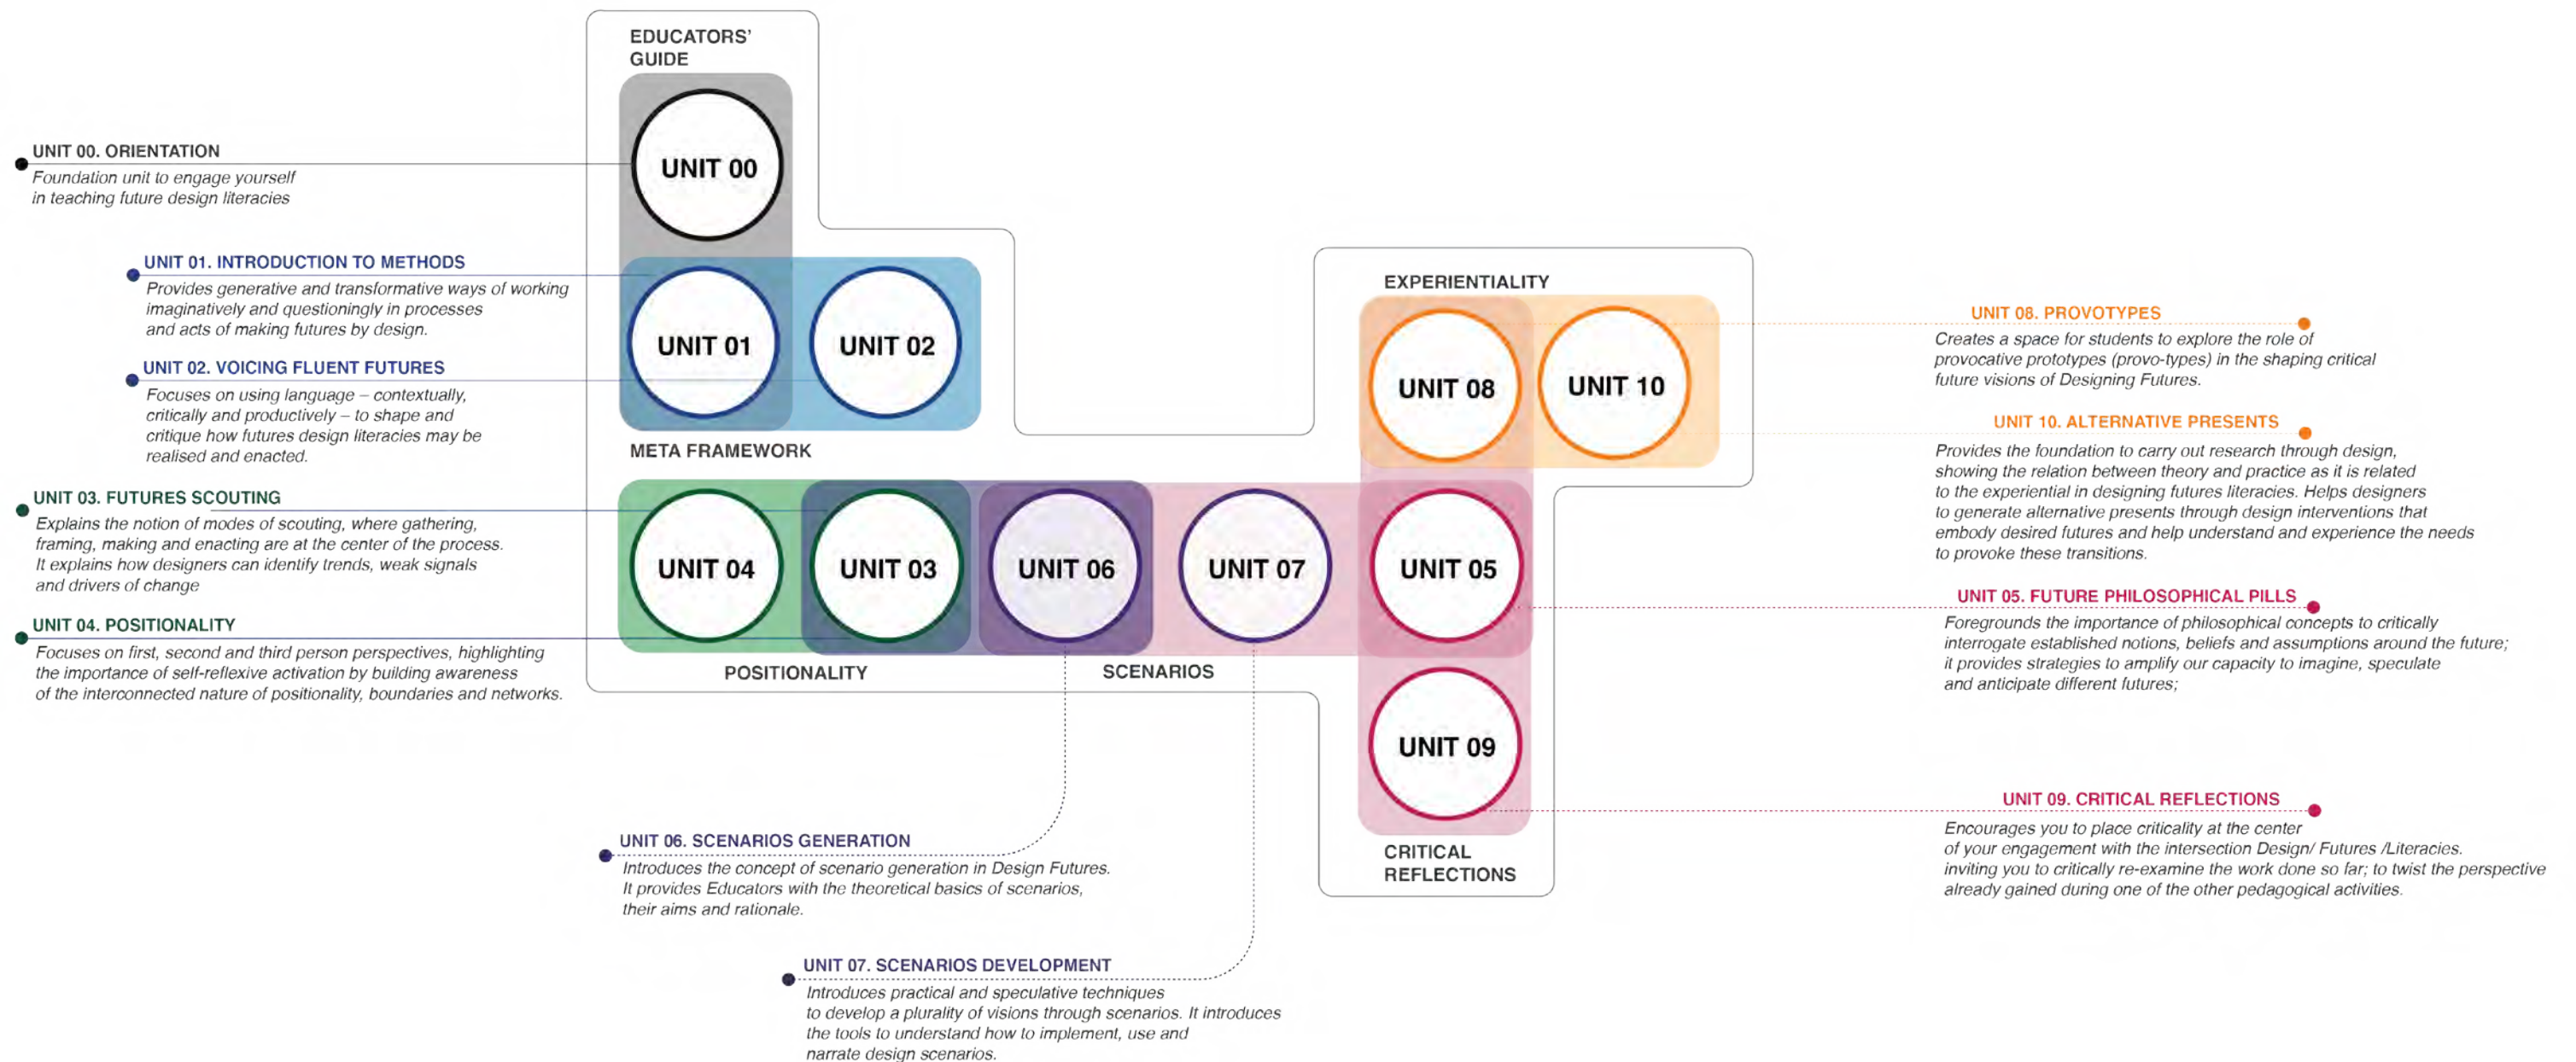 EDUCATORS'
GUIDE
UNIT 00
UNIT 00. ORIENTATION
Foundation unit to engage yourself
in teaching future design literacies
UNIT 01. INTRODUCTION TO METHODS
Provides generative and transformative ways of working
imaginatively and questioningly in processes
and acts of making futures by design.
UNIT 02. VOICING FLUENT FUTURES
Focuses on using language – contextually,
critically and productively – to shape and
critique how futures design literacies may be
realised and enacted.
UNIT 01
UNIT 02
META FRAMEWORK
UNIT 03. FUTURES SCOUTING
Explains the notion of modes of scouting, where gathering,
framing, making and enacting are at the center of the process.
It explains how designers can identify trends, weak signals
and drivers of change
UNIT 04. POSITIONALITY
Focuses on first, second and third person perspectives, highlighting
the importance of self-reflexive activation by building awareness
of the interconnected nature of positionality, boundaries and networks.
UNIT 04
UNIT 03
UNIT 06
UNIT 07
UNIT 05
POSITIONALITY
SCENARIOS
EXPERIENTIALITY
UNIT 08
UNIT 10
UNIT 09
CRITICAL
REFLECTIONS
UNIT 08. PROVOTYPES
Creates a space for students to explore the role of
provocative prototypes (provo-types) in the shaping critical
future visions of Designing Futures.
UNIT 10. ALTERNATIVE PRESENTS
Provides the foundation to carry out research through design,
showing the relation between theory and practice as it is related
to the experiential in designing futures literacies. Helps designers
to generate alternative presents through design interventions that
embody desired futures and help understand and experience the needs
to provoke these transitions.
UNIT 05. FUTURE PHILOSOPHICAL PILLS
Foregrounds the importance of philosophical concepts to critically
interrogate established notions, beliefs and assumptions around the future;
it provides strategies to amplify our capacity to imagine, speculate
and anticipate different futures;
UNIT 09. CRITICAL REFLECTIONS
Encourages you to place criticality at the center
of your engagement with the intersection Design/ Futures /Literacies.
inviting you to critically re-examine the work done so far; to twist the perspective
already gained during one of the other pedagogical activities.
UNIT 06. SCENARIOS GENERATION
Introduces the concept of scenario generation in Design Futures.
It provides Educators with the theoretical basics of scenarios,
their aims and rationale.
UNIT 07. SCENARIOS DEVELOPMENT
Introduces practical and speculative techniques
to develop a plurality of visions through scenarios. It introduces
the tools to understand how to implement, use and
narrate design scenarios.